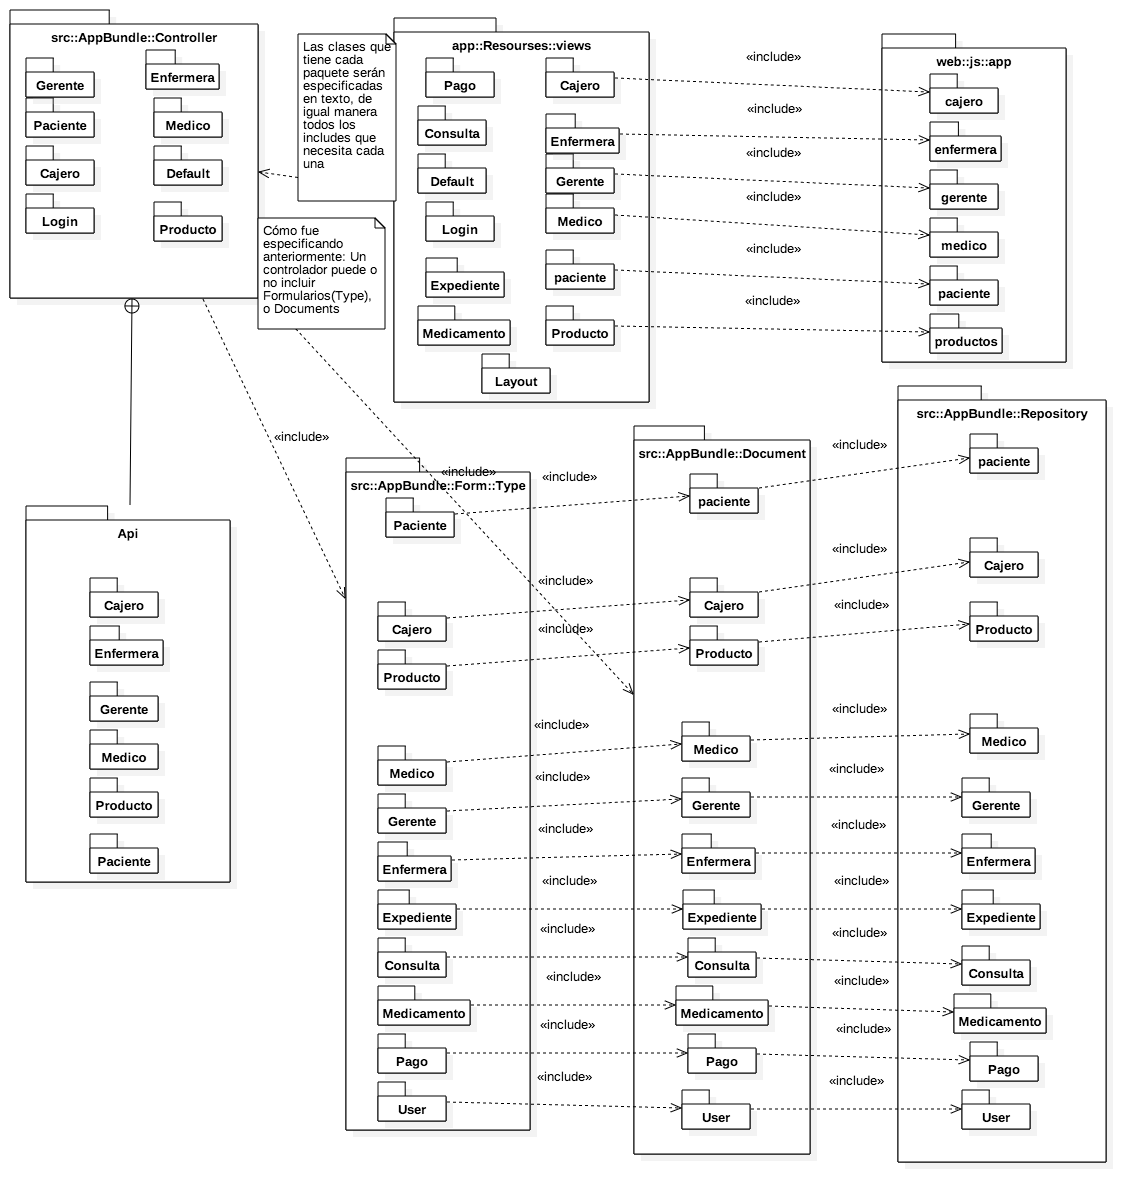 src::AppBundle::Controller
Gerente
Enfermera
Paciente
Medico
Cajero
Default
Login
Producto
Las clases que
tiene cada
paquete serán
especificadas
en texto, de
igual manera
todos los
includes que
necesita cada
una
Cómo fue
especificando
anteriormente: Un
controlador puede o
no incluir
Formularios(Type),
o Documents
app::Resourses::views
Pago
Cajero
Consulta
Enfermera
Default
Gerente
Login
Medico
Expediente
paciente
Medicamento
Producto
Layout
«include»
«include»
«include»
«include»
«include»
«include»
web::js::app
cajero
enfermera
gerente
medico
paciente
productos
Api
Cajero
Enfermera
Gerente
Medico
Producto
Paciente
«include»
«include»
src::AppBundle::Form::Type
Paciente
Cajero
Producto
Medico
Gerente
Enfermera
Expediente
Consulta
Medicamento
Pago
User
«include»
«include»
«include»
«include»
«include»
«include»
«include»
«include»
«include»
«include»
«include»
src::AppBundle::Document
paciente
Cajero
Producto
Medico
Gerente
Enfermera
Expediente
Consulta
Medicamento
Pago
User
«include»
«include»
«include»
«include»
«include»
«include»
«include»
«include»
«include»
«include»
«include»
src::AppBundle::Repository
paciente
Cajero
Producto
Medico
Gerente
Enfermera
Expediente
Consulta
Medicamento
Pago
User